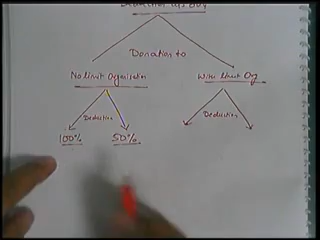 Donation to
No limit Organisation
With limit Org
Deduction
Deduction
100%
50%